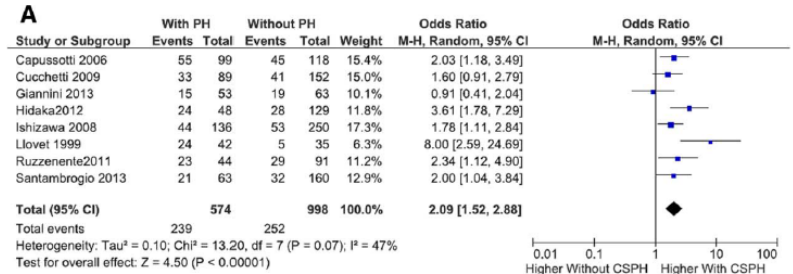 A
With PH Without PH Odds Ratio Odds Ratio
Study or Subgroup Events Total Events Total Weight M-H, Random, 95% CI M-H, Random, 95% CI
Capussotti 2006 55 99 45 118 15.4% 2.03 [1.18, 3.49]
Cucchetti 2009 33 89 41 152 15.0% 1.60 [0.91, 2.79]
Giannini 2013 15 53 19 63 10.1% 0.91 [0.41, 2.04]
Hidaka2012 24 48 28 129 11.9% 3.61 [1.78, 7.29]
Ishizawa 2008 44 136 53 250 17.3% 1.78 [1.11, 2.84]
Llovet 1999 24 42 5 35 6.3% 8.00 [2.59, 24.69]
Ruzzenente2011 23 44 29 91 11.1% 2.34 [1.12, 4.90]
Santambrogio 2013 21 63 32 160 12.9% 2.00 [1.04, 3.84]
Total (95% CI) 574 998 100.0% 2.09 [1.52, 2.88]
Total events 239 252
Heterogeneity: Tau² = 0.10; Chi² = 13.20, df = 7 (P = 0.07); I² = 47%
Test for overall effect: Z = 4.50 (P < 0.00001)
0.01 0.1 1 10 100
Higher Without CSPH Higher With CSPH